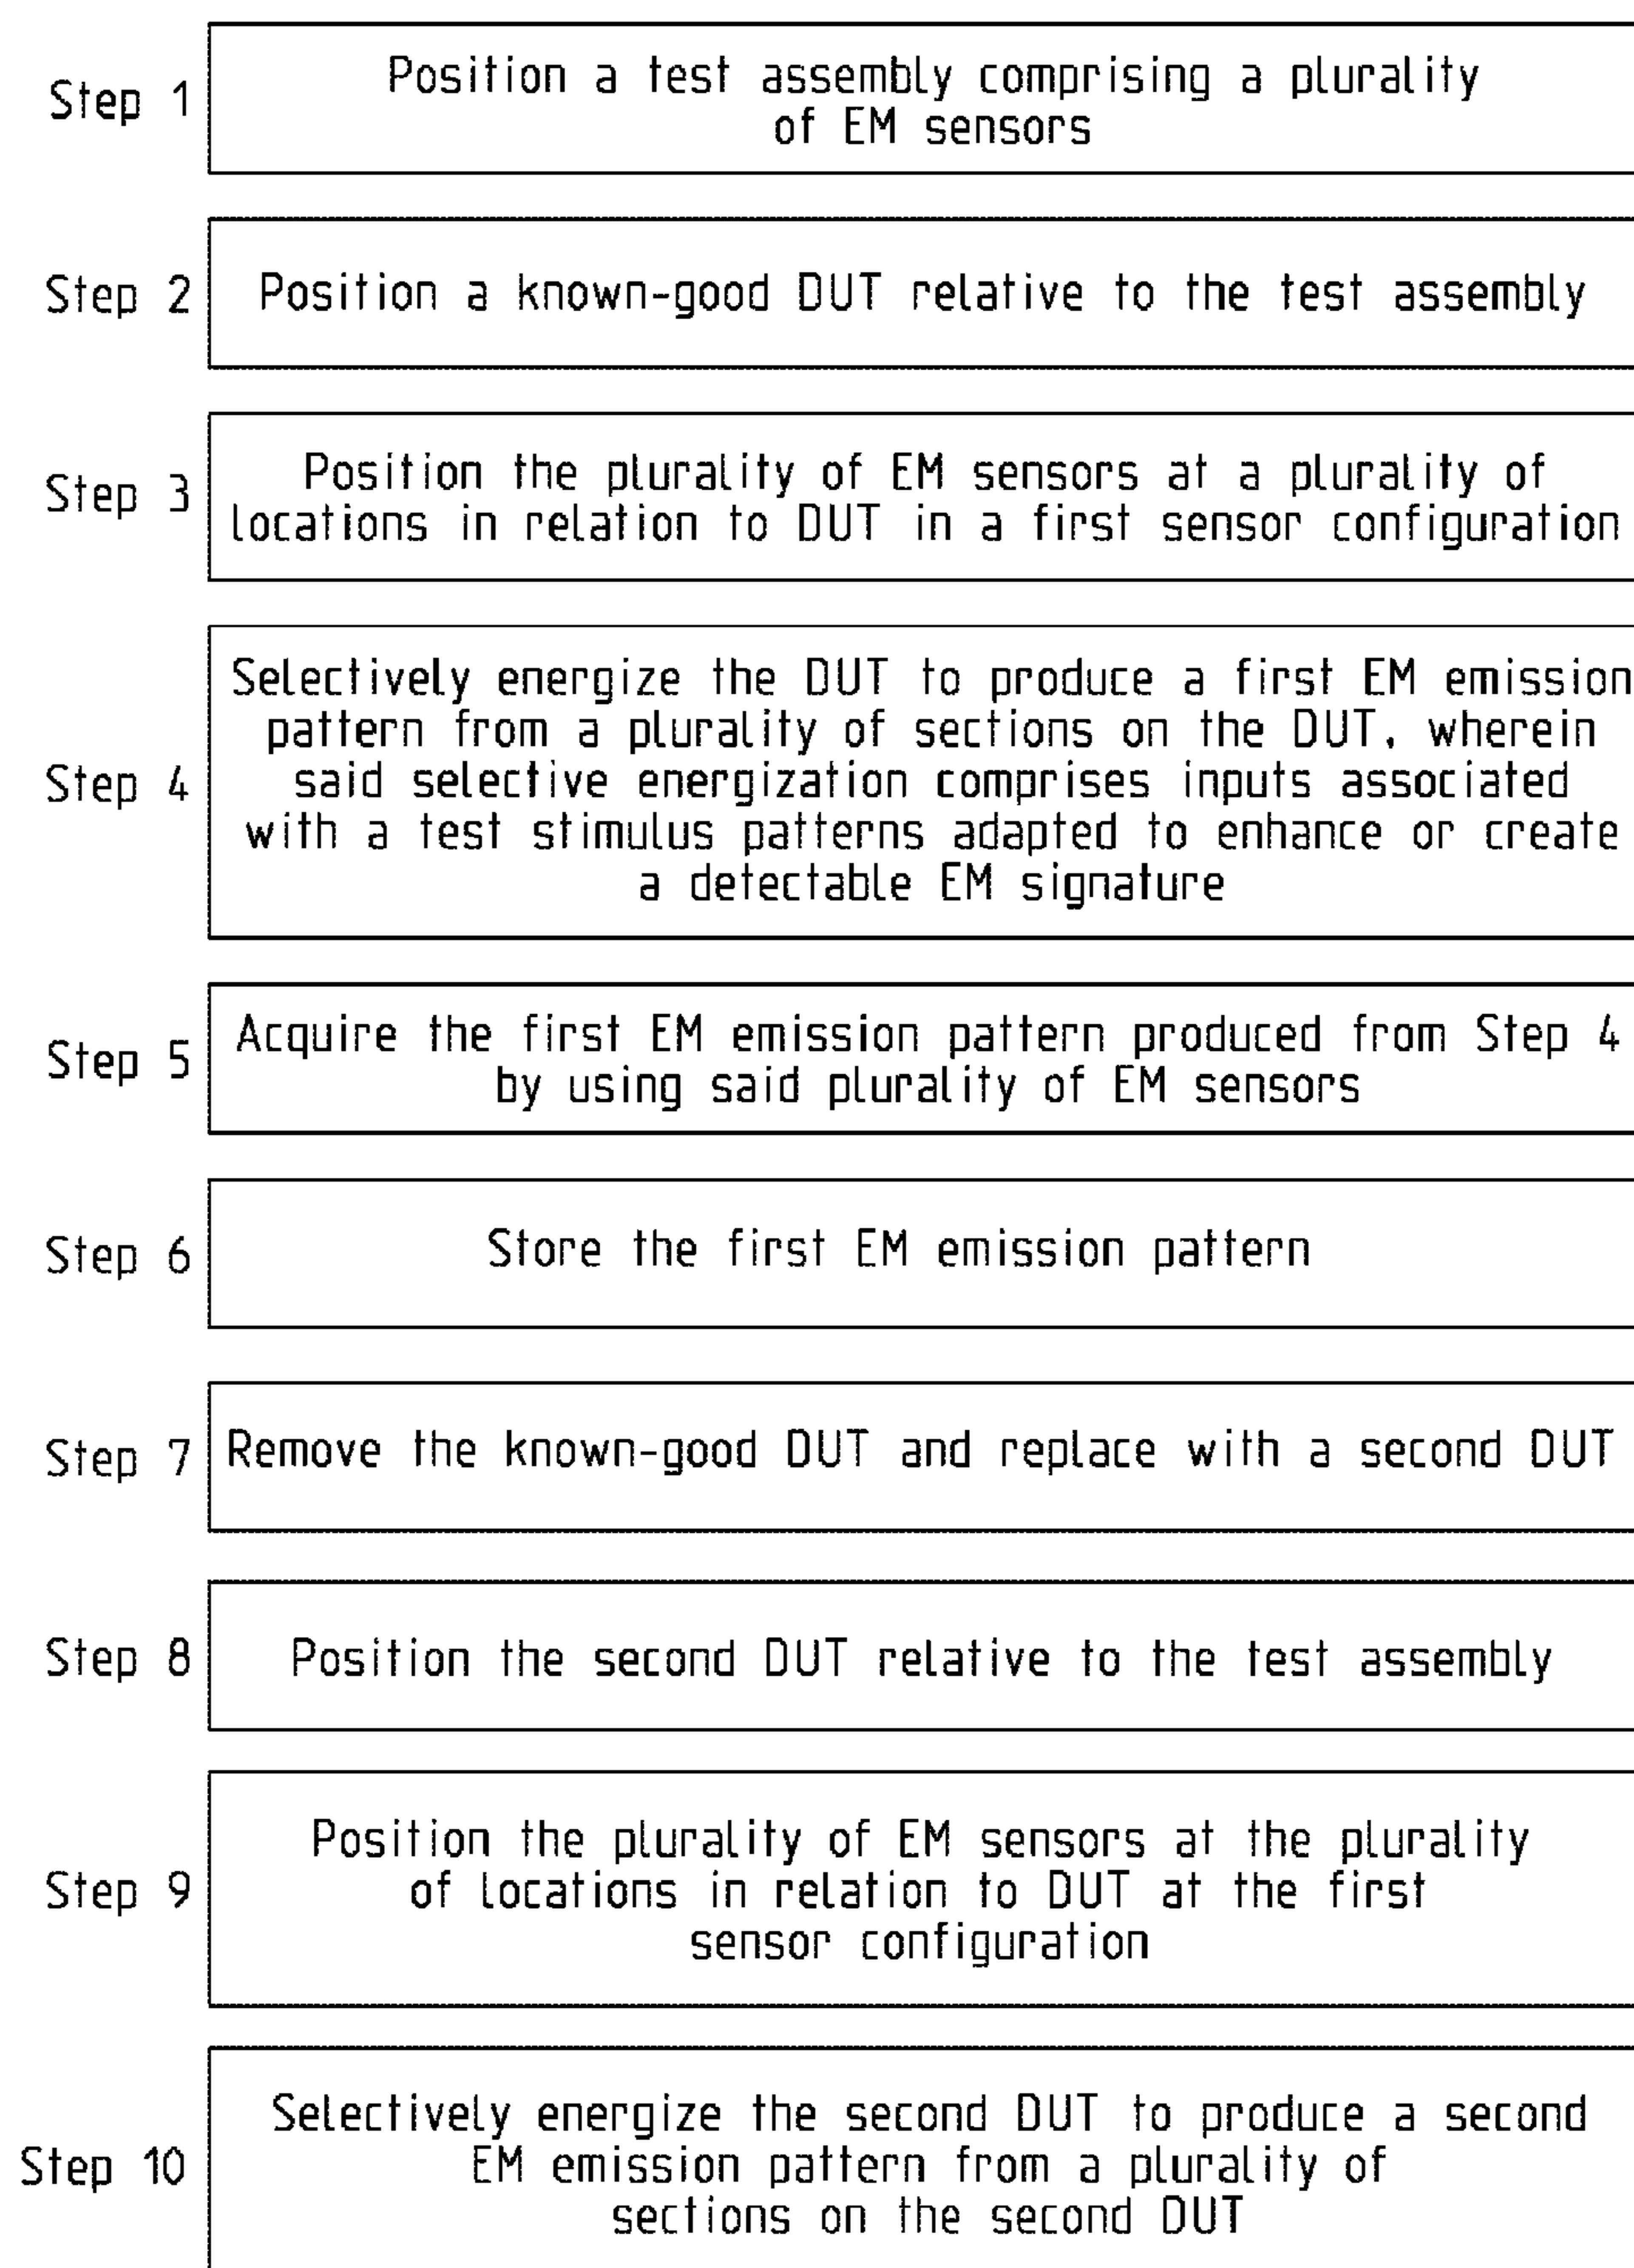 Step 1
Position a test assembly comprising a plurality
of EM sensors
Step 2
Position a known-good DUT relative to the test assembly
Step 3
Position the plurality of EM sensors at a plurality of
locations in relation to DUT in a first sensor configuration
Step 4
Selectively energize the DUT to produce a first EM emission
pattern from a plurality of sections on the DUT, wherein
said selective energization comprises inputs associated
with a test stimulus patterns adapted to enhance or create
a detectable EM signature
Step 5
Acquire the first EM emission pattern produced from Step 4
by using said plurality of EM sensors
Step 6
Store the first EM emission pattern
Step 7
Remove the known-good DUT and replace with a second DUT
Step 8
Position the second DUT relative to the test assembly
Step 9
Position the plurality of EM sensors at the plurality
of locations in relation to DUT at the first
sensor configuration
Step 10
Selectively energize the second DUT to produce a second
EM emission pattern from a plurality of
sections on the second DUT